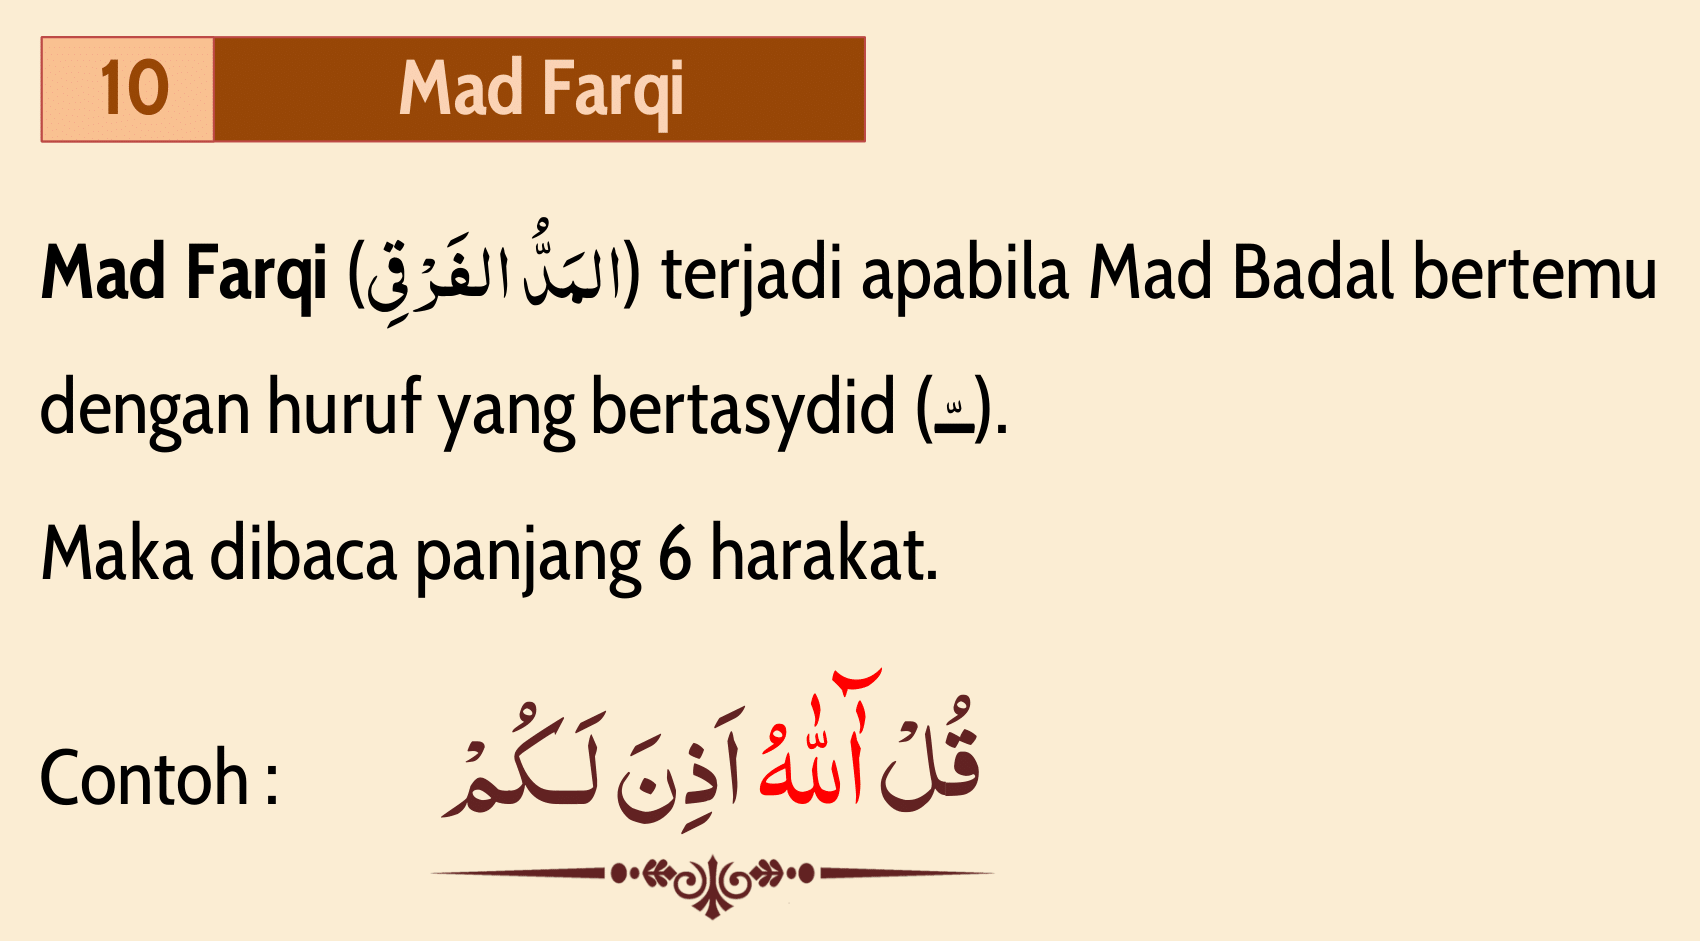 10 Mad Farqi
Mad Farqi (المَدُّ الفَرْقِي) terjadi apabila Mad Badal bertemu
dengan huruf yang bertasydid (ـّ).
Maka dibaca panjang 6 harakat.
Contoh : قُلْ اٰۤللّٰهُ اَذِنَ لَـكُمْ